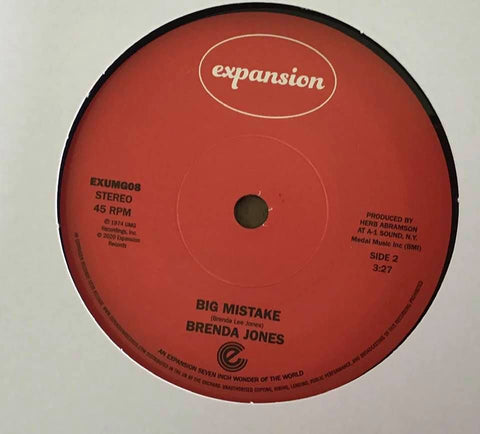 expansion
EXUMG08
STEREO
45 RPM
℗ 1974 UMG
Recordings, Inc.
© 2020 Expansion
Records
PRODUCED BY
HERB ABRAMSON
AT A-1 SOUND, N.Y.
Medal Music Inc (BMI)
SIDE 2
3:27
BIG MISTAKE
(Brenda Lee Jones)
BRENDA JONES
e
AN EXPANSION SEVEN INCH WONDER OF THE WORLD